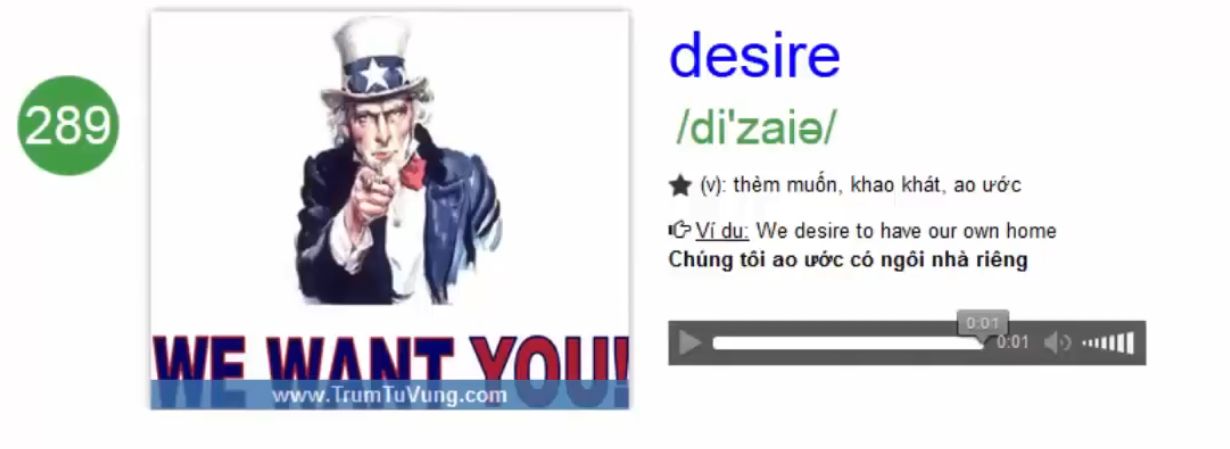 289
WE WANT YOU!
www.TrumTuVung.com
desire
/di'zaiə/
(v): thèm muốn, khao khát, ao ước
Ví du: We desire to have our own home
Chúng tôi ao ước có ngôi nhà riêng
0:01
0:01